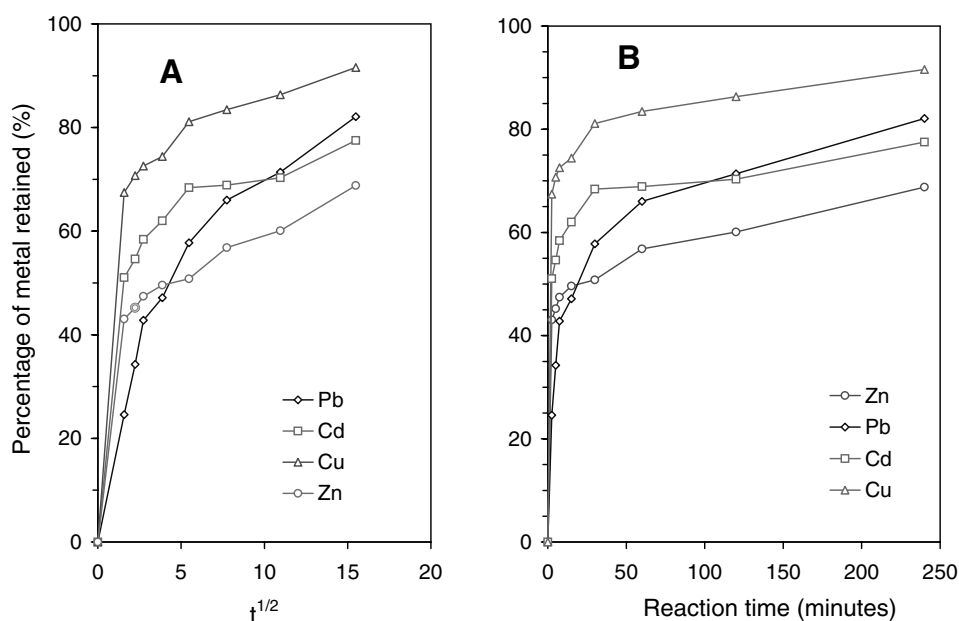 Percentage of metal retained (%)
100
80
60
40
20
0
A
Pb
Cd
Cu
Zn
0 5 10 15 20
t^{1/2}
100
80
60
40
20
0
B
Zn
Pb
Cd
Cu
0 50 100 150 200 250
Reaction time (minutes)